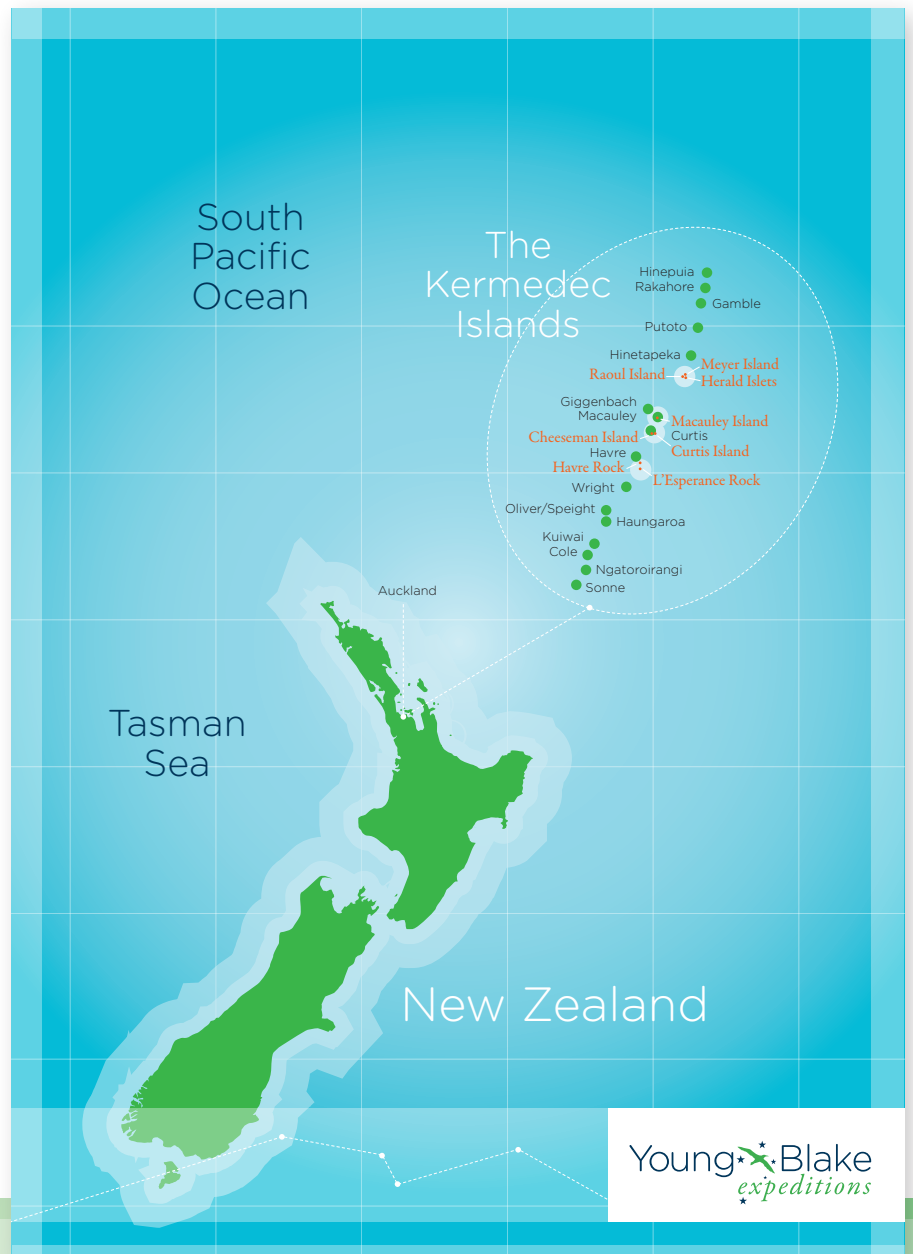 South
Pacific
Ocean
The
Kermedec
Islands
Hinepuia
Rakahore
Gamble
Putoto
Hinetapeka
Meyer Island
Raoul Island
Herald Islets
Giggenbach
Macauley
Macauley Island
Cheeseman Island
Curtis
Curtis Island
Havre
Havre Rock
L'Esperance Rock
Wright
Oliver/Speight
Haungaroa
Kuiwai
Cole
Ngatoroirangi
Sonne
Auckland
Tasman
Sea
New Zealand
Young Blake
expeditions